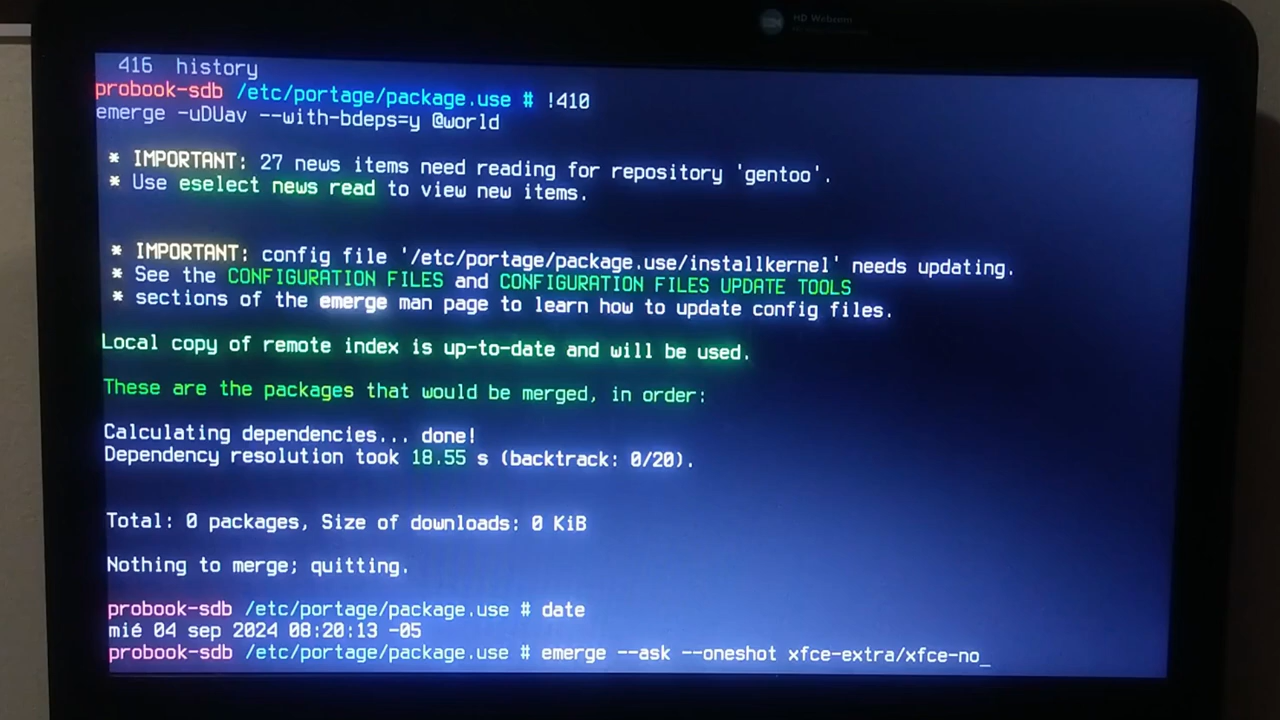 HD Webcam
416 history
probook-sdb /etc/portage/package.use # !410
emerge -uDUav --with-bdeps=y @world
* IMPORTANT: 27 news items need reading for repository 'gentoo'.
* Use eselect news read to view new items.
* IMPORTANT: config file '/etc/portage/package.use/installkernel' needs updating.
* See the CONFIGURATION FILES and CONFIGURATION FILES UPDATE TOOLS
* sections of the emerge man page to learn how to update config files.
Local copy of remote index is up-to-date and will be used.
These are the packages that would be merged, in order:
Calculating dependencies... done!
Dependency resolution took 18.55 s (backtrack: 0/20).
Total: 0 packages, Size of downloads: 0 KiB
Nothing to merge; quitting.
probook-sdb /etc/portage/package.use # date
mié 04 sep 2024 08:20:13 -05
probook-sdb /etc/portage/package.use # emerge --ask --oneshot xfce-extra/xfce-no_